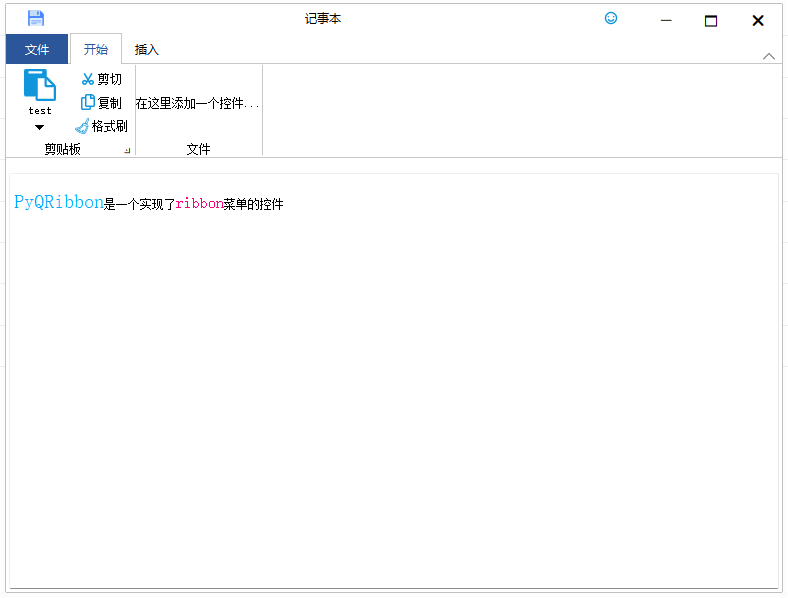 记事本
文件 开始 插入
剪切
test 复制 在这里添加一个控件...
格式刷
剪贴板 文件
PyQRibbon是一个实现了ribbon菜单的控件